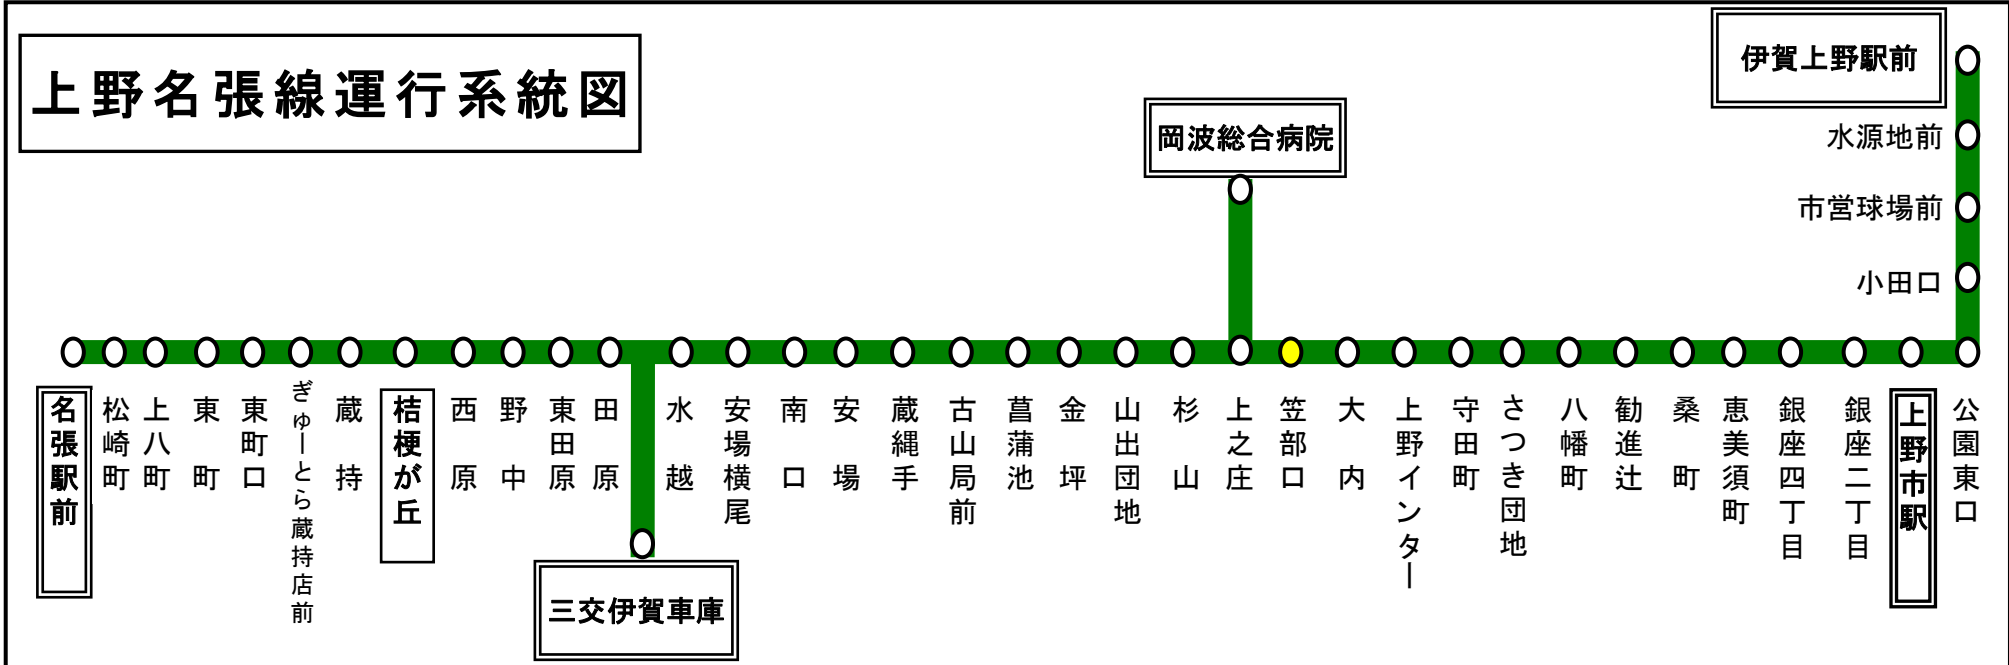 上野名張線運行系統図
伊賀上野駅前
水源地前
市営球場前
小田口
岡波総合病院
名張駅前
松崎町
上八町
東町
東町口
ぎゅーとら蔵持店前
蔵持
桔梗が丘
西原
野中
東田原
田原
水越
安場横尾
南口
安場
蔵縄手
古山局前
菖蒲池
金坪
山出団地
杉山
上之庄
笠部口
大内
上野インター
守田町
さつき団地
八幡町
勧進辻
桑町
恵美須町
銀座四丁目
銀座二丁目
上野市駅
公園東口
三交伊賀車庫